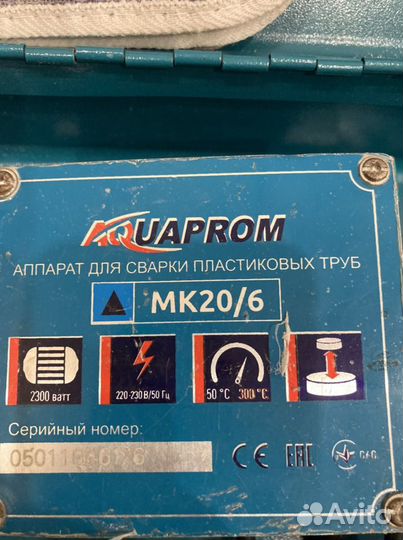 AQUAPROM
АППАРАТ ДЛЯ СВАРКИ ПЛАСТИКОВЫХ ТРУБ
МК20/6
2300 ватт
220-230 В/50 Гц
50 °C 300°C
Серийный номер:
CE EAC
Avito